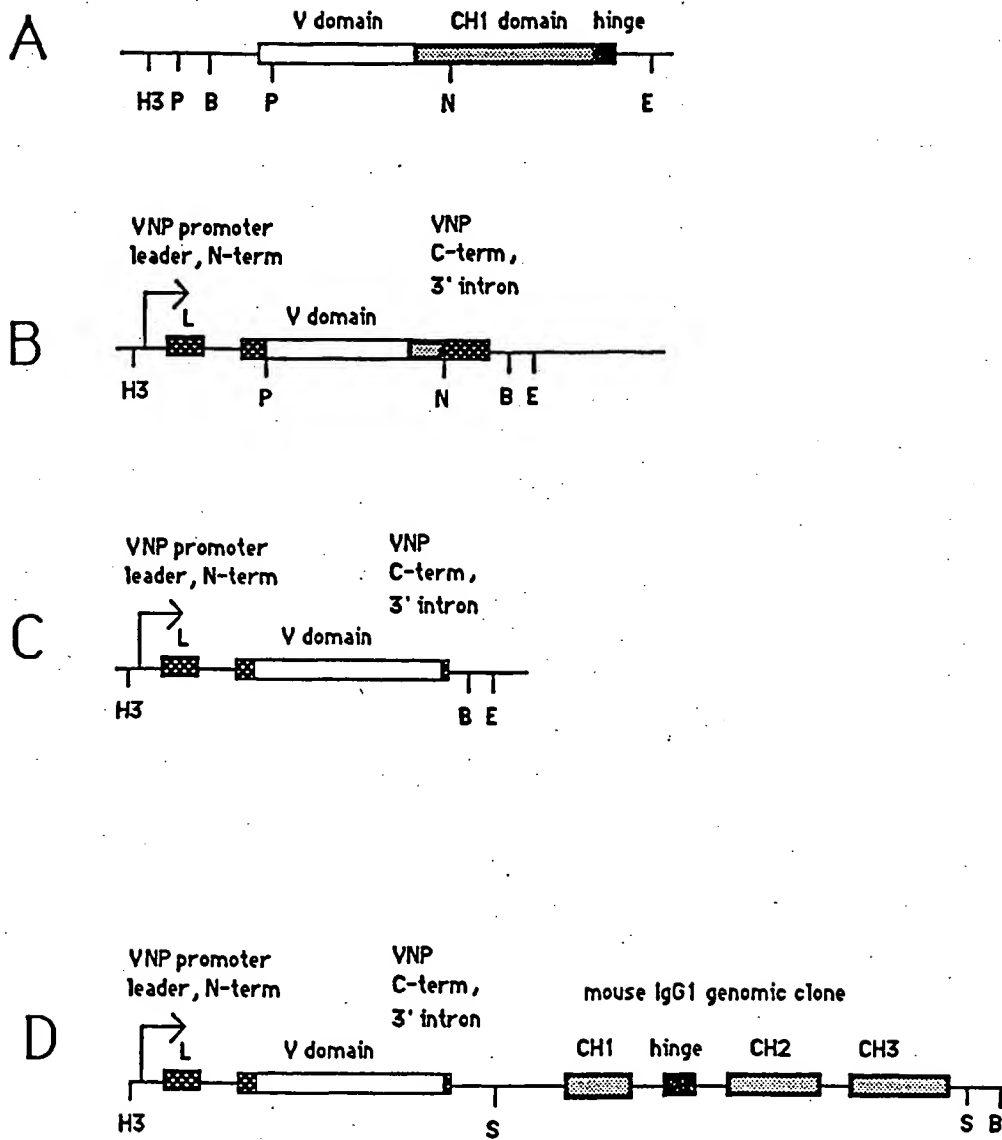 A
V domain CH1 domain hinge
H3 P B P N E
VNP promoter
leader, N-term
VNP
C-term,
3' intron
B
L
V domain
H3 P N B E
VNP promoter
leader, N-term
VNP
C-term,
3' intron
C
L
V domain
H3 B E
VNP promoter
leader, N-term
VNP
C-term,
3' intron
mouse IgG1 genomic clone
D
L
V domain
CH1 hinge CH2 CH3
H3 S S B